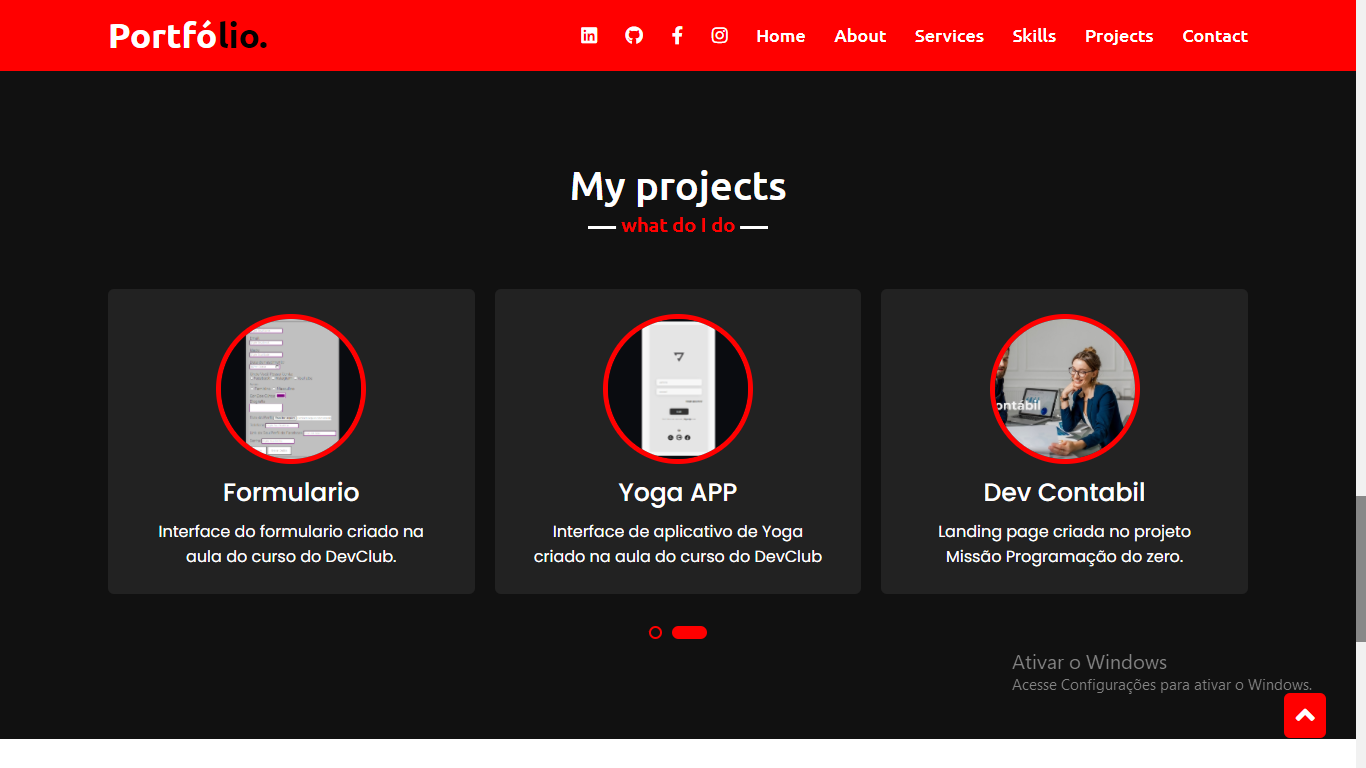 Portfólio.
Home About Services Skills Projects Contact
My projects
what do I do
ontábil
Formulario
Interface do formulario criado na
aula do curso do DevClub.
Yoga APP
Interface de aplicativo de Yoga
criado na aula do curso do DevClub
Dev Contabil
Landing page criada no projeto
Missão Programação do zero.
Ativar o Windows
Acesse Configurações para ativar o Windows.